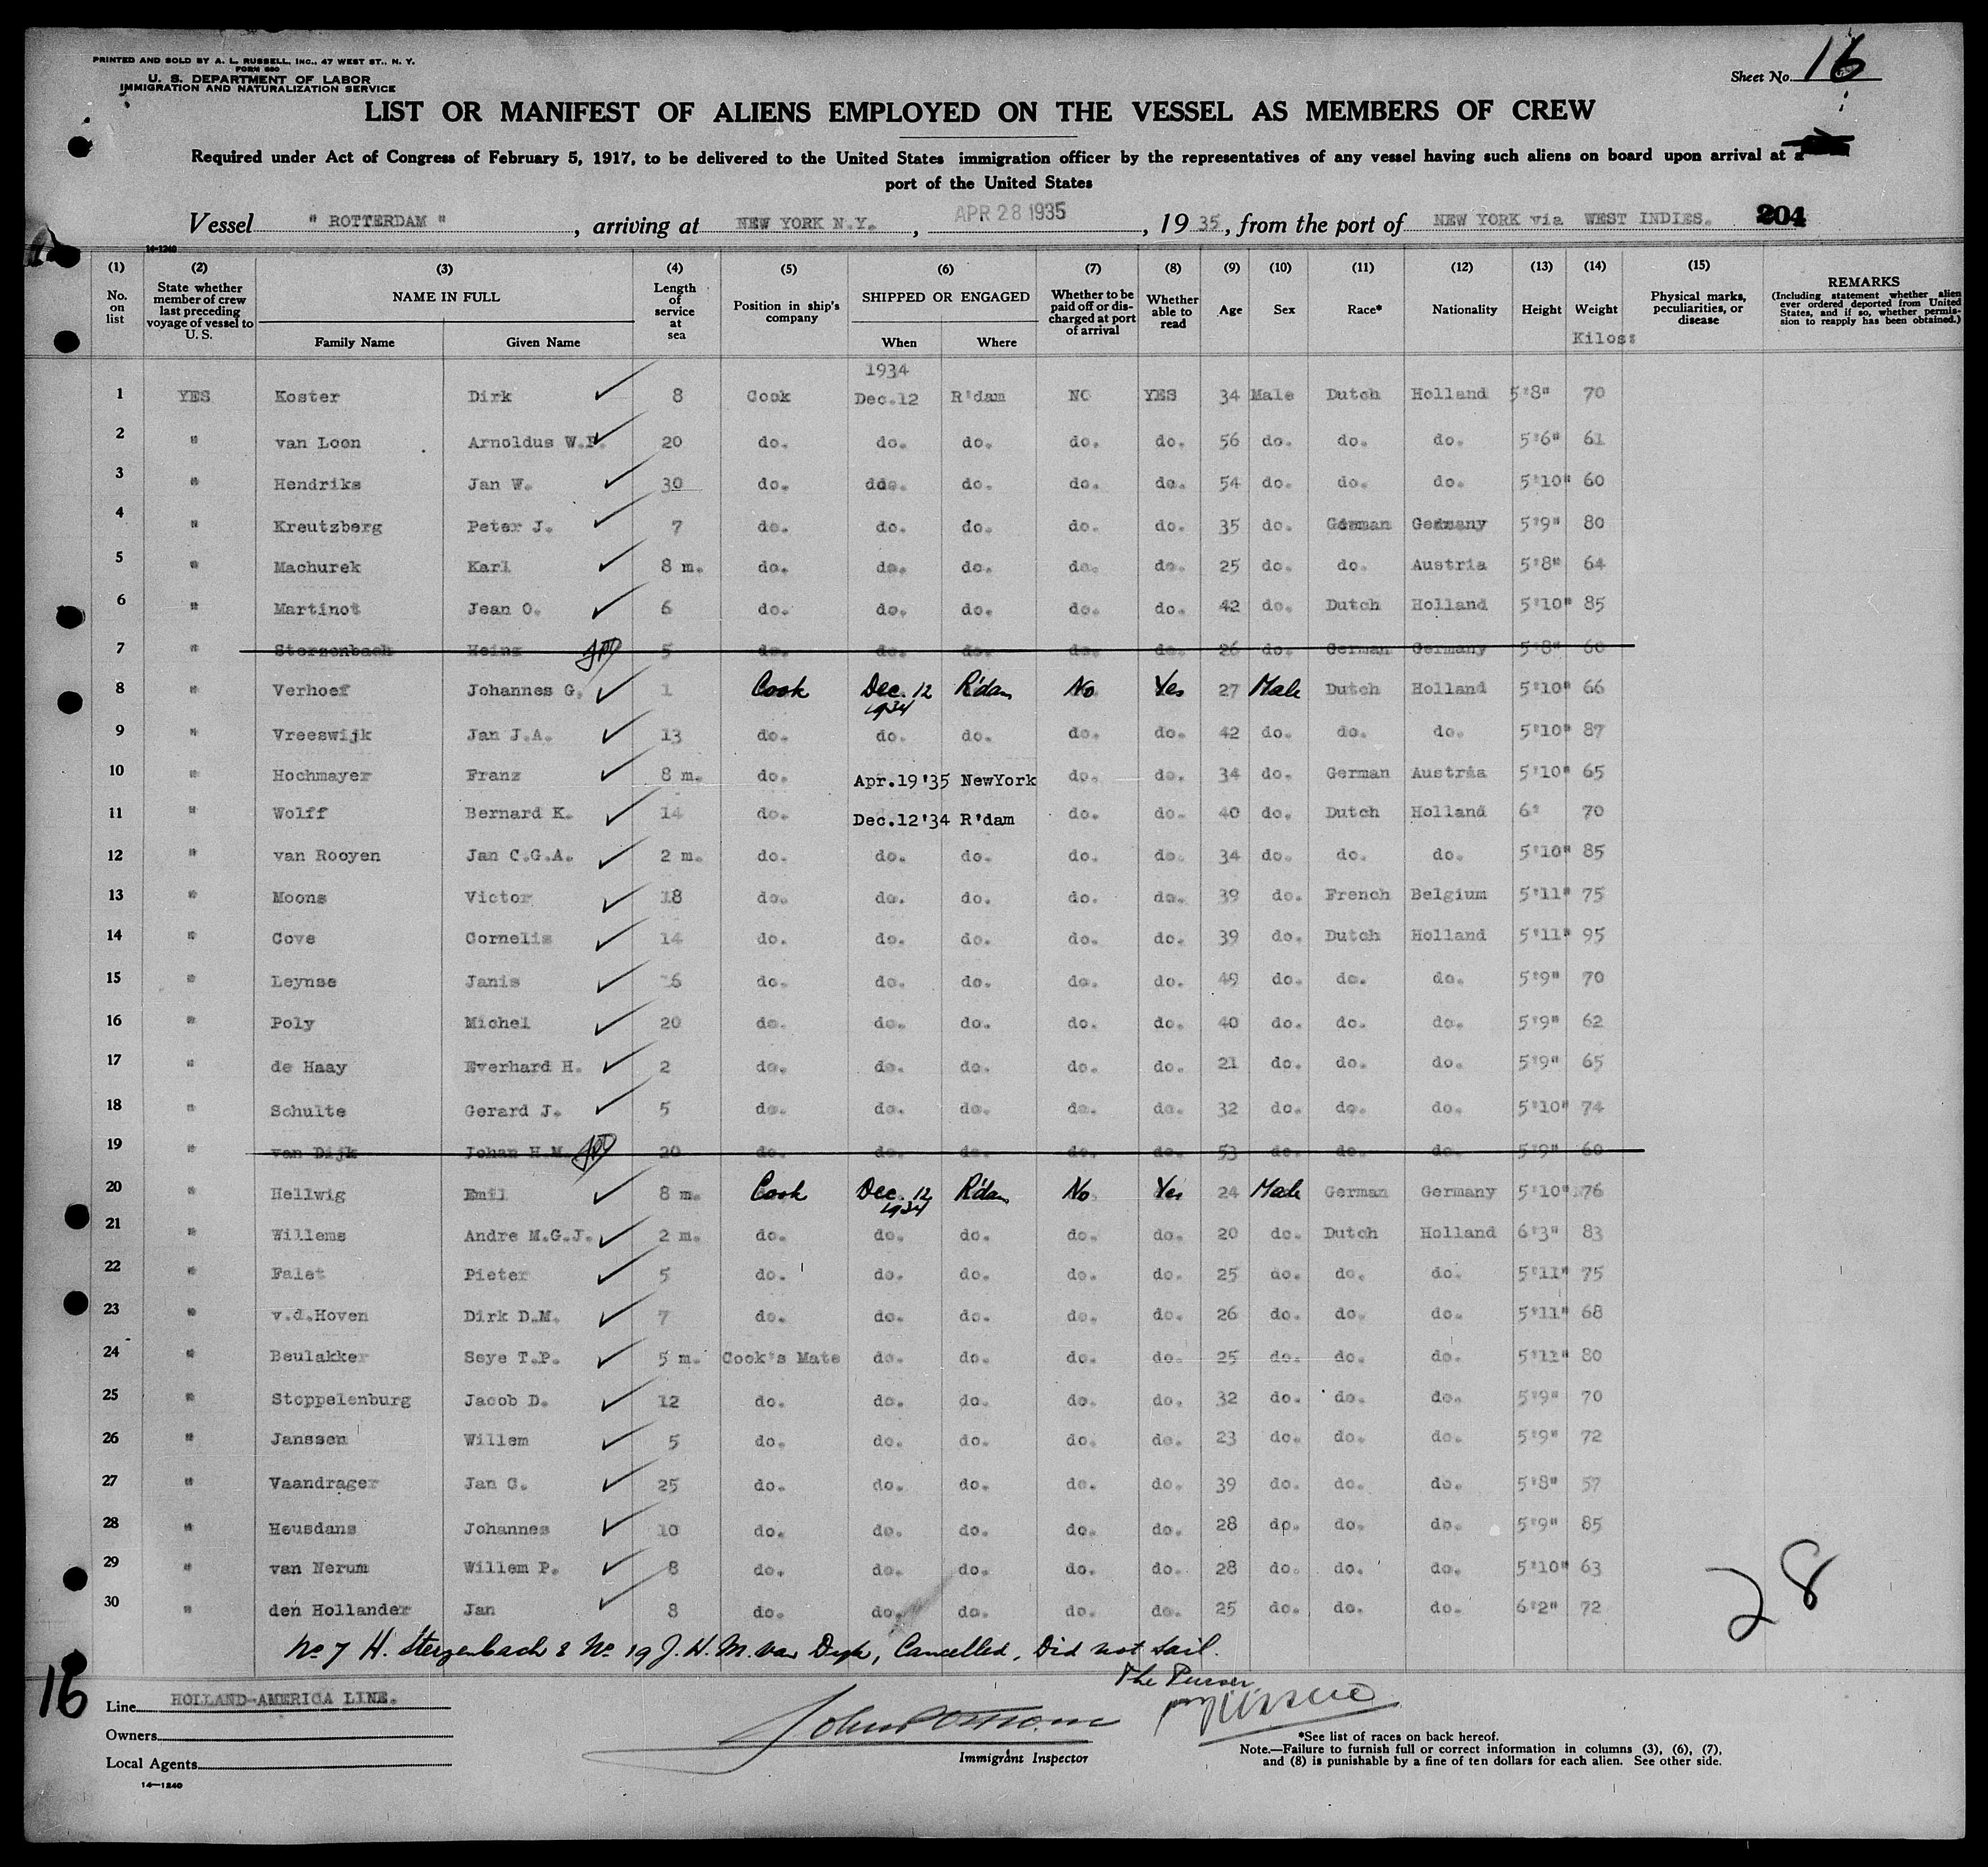 PRINTED AND SOLD BY A. L. RUSSELL, INC., 47 WEST ST., N. Y.
FORM 680
U. S. DEPARTMENT OF LABOR
IMMIGRATION AND NATURALIZATION SERVICE
Sheet No. 16
LIST OR MANIFEST OF ALIENS EMPLOYED ON THE VESSEL AS MEMBERS OF CREW
Required under Act of Congress of February 5, 1917, to be delivered to the United States immigration officer by the representatives of any vessel having such aliens on board upon arrival at a
port of the United States
Vessel " ROTTERDAM " , arriving at NEW YORK N.Y. , APR 28 1935 , 19 35, from the port of NEW YORK via WEST INDIES. 204
14-1240
(1) (2) (3) (4) (5) (6) (7) (8) (9) (10) (11) (12) (13) (14) (15)
No. on list State whether member of crew last preceding voyage of vessel to U. S. NAME IN FULL Family Name Given Name Length of service at sea Position in ship's company SHIPPED OR ENGAGED When Where Whether to be paid off or discharged at port of arrival Whether able to read Age Sex Race* Nationality Height Weight Kilos: Physical marks, peculiarities, or disease REMARKS (Including statement whether alien ever ordered deported from United States, and if so, whether permission to reapply has been obtained.)
1934
1 YES Koster Dirk 8 Cook Dec.12 R'dam NO YES 34 Male Dutch Holland 5'8" 70
2 " van Loon Arnoldus W.P. 20 do. do. do. do. do. 56 do. do. do. 5'6" 61
3 " Hendriks Jan W. 30 do. do. do. do. do. 54 do. do. do. 5'10" 60
4 " Kreutzberg Peter J. 7 do. do. do. do. do. 35 do. German Germany 5'9" 80
5 " Machurek Karl 8 m. do. do. do. do. do. 25 do. do. Austria 5'8" 64
6 " Martinot Jean O. 6 do. do. do. do. do. 42 do. Dutch Holland 5'10" 85
7 " Sterzenbach Heinz 5 do. do. do. do. do. 26 do. German Germany 5'8" 60
8 " Verhoef Johannes G. 1 Cook Dec. 12 1934 R'dam No Yes 27 Male Dutch Holland 5'10" 66
9 " Vreeswijk Jan J.A. 13 do. do. do. do. do. 42 do. do. do. 5'10" 87
10 " Hochmayer Franz 8 m. do. Apr.19'35 NewYork do. do. 34 do. German Austria 5'10" 65
11 " Wolff Bernard K. 14 do. Dec.12'34 R'dam do. do. 40 do. Dutch Holland 6' 70
12 " van Rooyen Jan C.G.A. 2 m. do. do. do. do. do. 34 do. do. do. 5'10" 85
13 " Moons Victor 18 do. do. do. do. do. 39 do. French Belgium 5'11" 75
14 " Cove Cornelis 14 do. do. do. do. do. 39 do. Dutch Holland 5'11" 95
15 " Leynse Janis 16 do. do. do. do. do. 49 do. do. do. 5'9" 70
16 " Poly Michel 20 do. do. do. do. do. 40 do. do. do. 5'9" 62
17 " de Haay Everhard H. 2 do. do. do. do. do. 21 do. do. do. 5'9" 65
18 " Schulte Gerard J. 5 do. do. do. do. do. 32 do. do. do. 5'10" 74
19 " van Dijk Johan H.M. 20 do. do. do. do. do. 53 do. do. do. 5'9" 60
20 " Hellwig Emil 8 m. Cook Dec. 12 1934 R'dam No Yes 24 Male German Germany 5'10" 76
21 " Willems Andre M.G.J. 2 m. do. do. do. do. do. 20 do. Dutch Holland 6'3" 83
22 " Falet Pieter 5 do. do. do. do. do. 25 do. do. do. 5'11" 75
23 " v.d.Hoven Dirk D.M. 7 do. do. do. do. do. 26 do. do. do. 5'11" 68
24 " Beulakker Seye T.P. 5 m. Cook's Mate do. do. do. do. 25 do. do. do. 5'11" 80
25 " Stoppelenburg Jacob D. 12 do. do. do. do. do. 32 do. do. do. 5'9" 70
26 " Janssen Willem 5 do. do. do. do. do. 23 do. do. do. 5'9" 72
27 " Vaandrager Jan G. 25 do. do. do. do. do. 39 do. do. do. 5'8" 57
28 " Heusdans Johannes 10 do. do. do. do. do. 28 do. do. do. 5'9" 85
29 " van Nerum Willem P. 8 do. do. do. do. do. 28 do. do. do. 5'10" 63
30 " den Hollander Jan 8 do. do. do. do. do. 25 do. do. do. 6'2" 72
28
No 7 H. Sterzenbach & No 19 J. H. M. van Dijk, Cancelled, Did not sail.
The Purser
16
Line HOLLAND-AMERICA LINE.
Owners
Local Agents
14—1240
Immigrant Inspector
*See list of races on back hereof.
Note.—Failure to furnish full or correct information in columns (3), (6), (7),
and (8) is punishable by a fine of ten dollars for each alien. See other side.